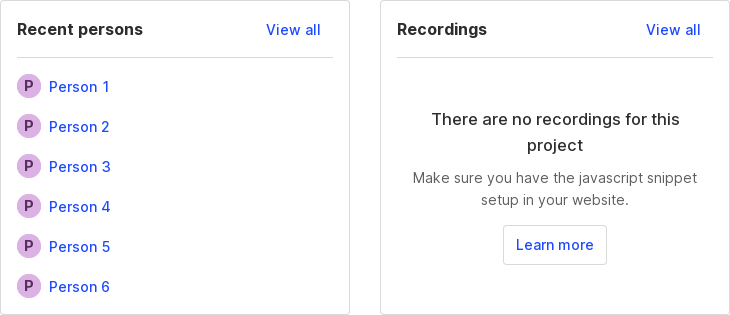 Recent persons
View all
P Person 1
P Person 2
P Person 3
P Person 4
P Person 5
P Person 6
Recordings
View all
There are no recordings for this
project
Make sure you have the javascript snippet
setup in your website.
Learn more